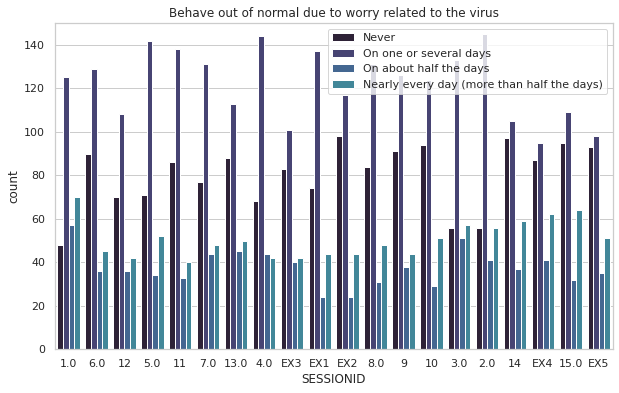 Behave out of normal due to worry related to the virus
Never
On one or several days
On about half the days
Nearly every day (more than half the days)
count
140
120
100
80
60
40
20
0
1.0 6.0 12 5.0 11 7.0 13.0 4.0 EX3 EX1 EX2 8.0 9 10 3.0 2.0 14 EX4 15.0 EX5
SESSIONID